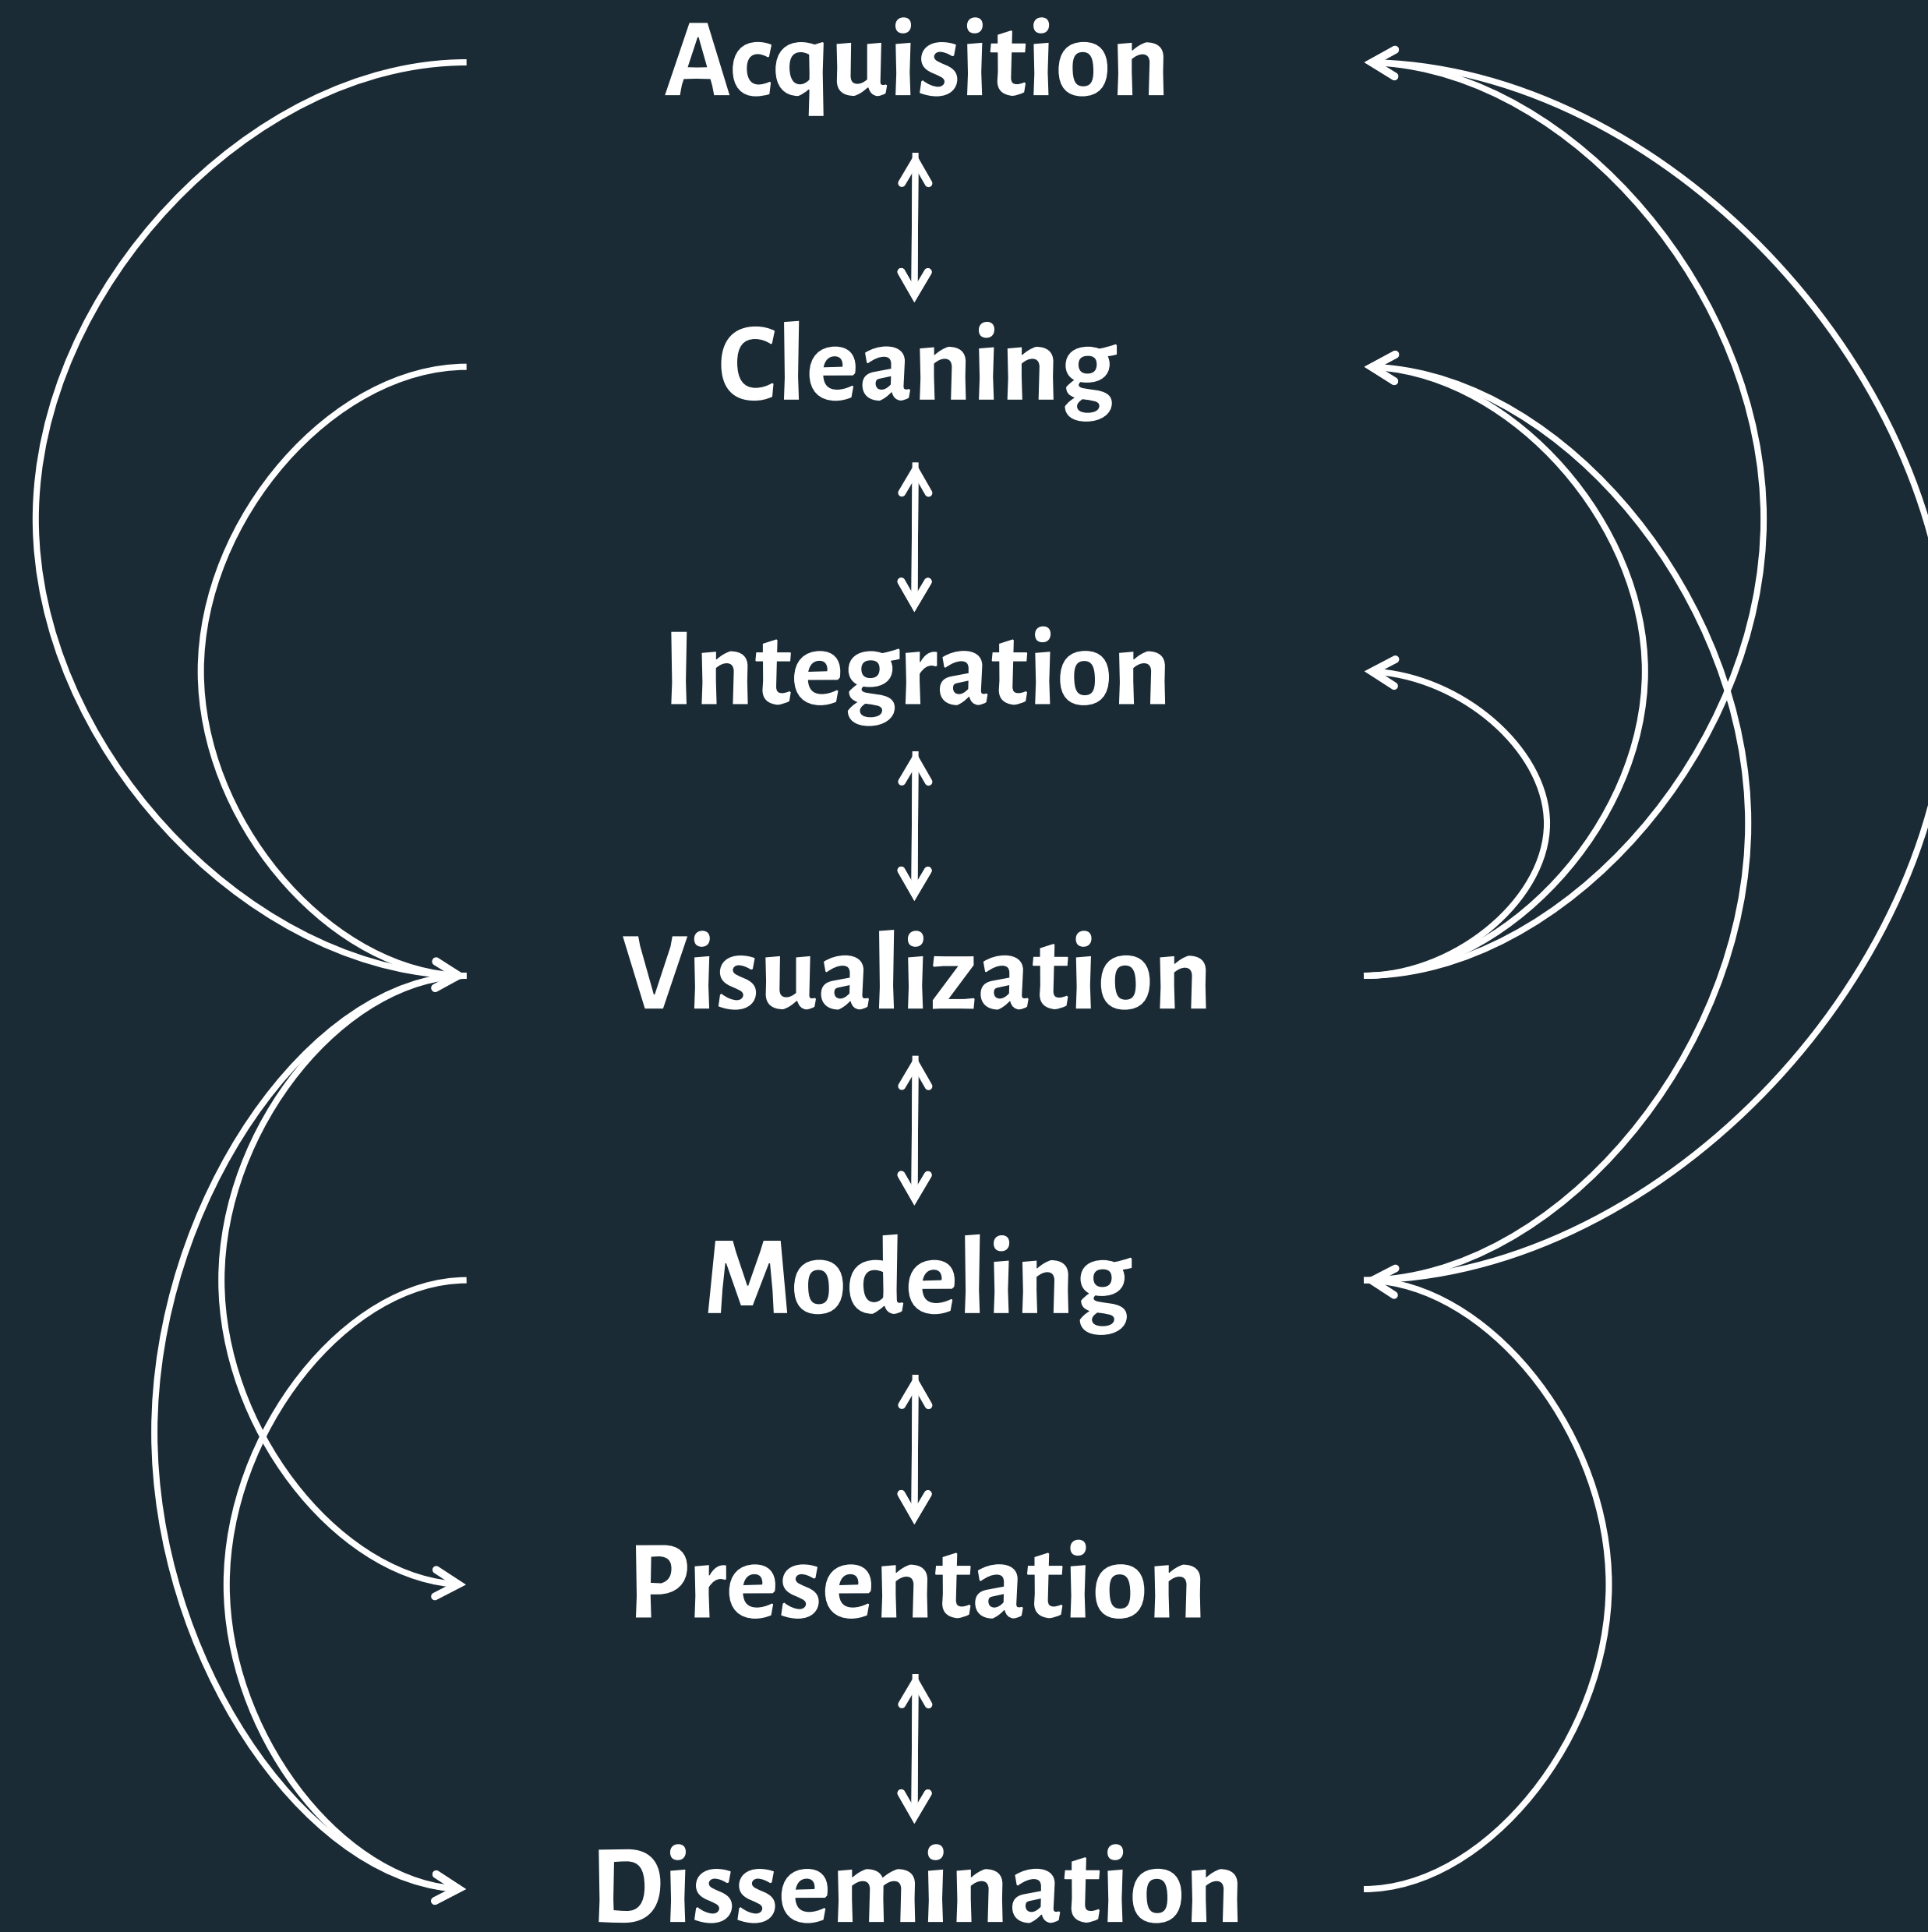 Acquisition
Cleaning
Integration
Visualization
Modeling
Presentation
Dissemination